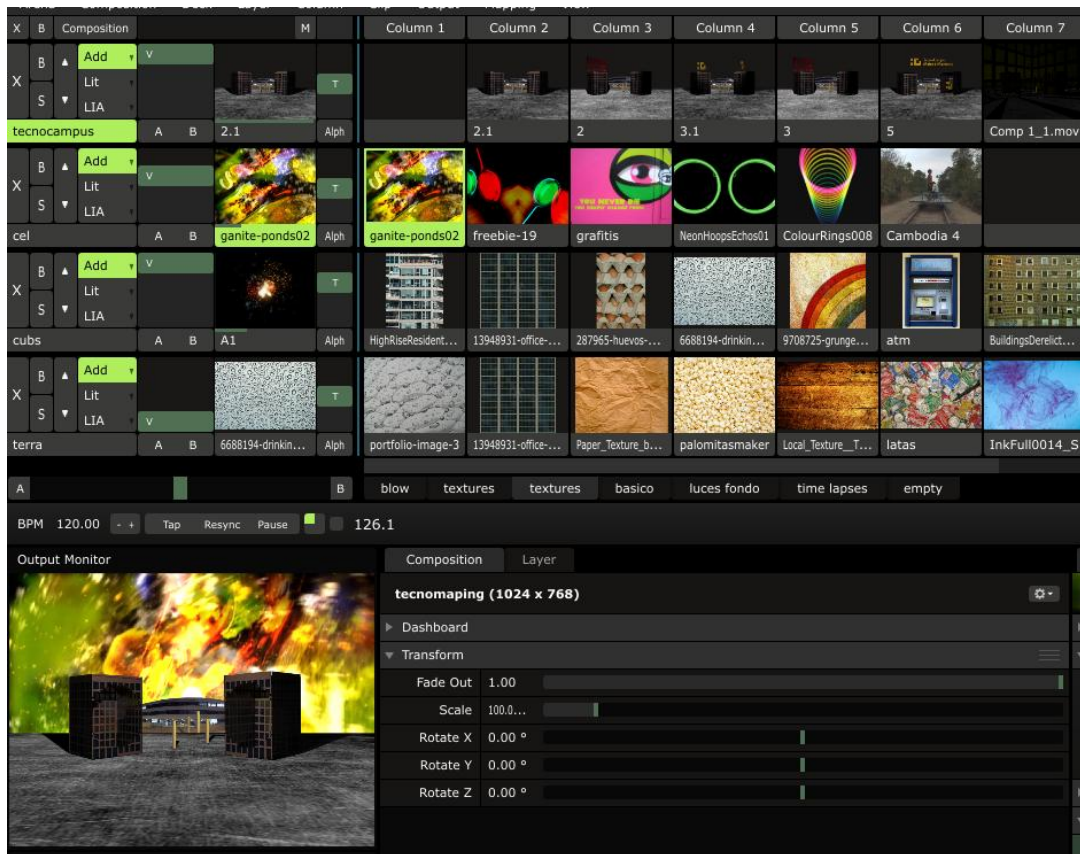 X B Composition M Column 1 Column 2 Column 3 Column 4 Column 5 Column 6 Column 7
B Add V
X Lit T
S LIA
tecnocampus A B 2.1 Alph 2.1 2 3.1 3 5 Comp 1_1.mov
B Add V
X Lit T
S LIA
YOU NEVER DIE
cel A B ganite-ponds02 Alph ganite-ponds02 freebie-19 grafitis NeonHoopsEchos01 ColourRings008 Cambodia 4
B Add V
X Lit T
S LIA
cubs A B A1 Alph HighRiseResident... 13948931-office-... 287965-huevos-... 6688194-drinkin... 9708725-grunge... atm BuildingsDerelict...
B Add
X Lit T
S LIA V
terra A B 6688194-drinkin... Alph portfolio-image-3 13948931-office-... Paper_Texture_b... palomitasmaker Local_Texture__T... latas InkFull0014_S
A B blow textures textures basico luces fondo time lapses empty
BPM 120.00 - + Tap Resync Pause 126.1
Output Monitor Composition Layer
tecnomaping (1024 x 768)
Dashboard
Transform
Fade Out 1.00
Scale 100.0...
Rotate X 0.00 °
Rotate Y 0.00 °
Rotate Z 0.00 °